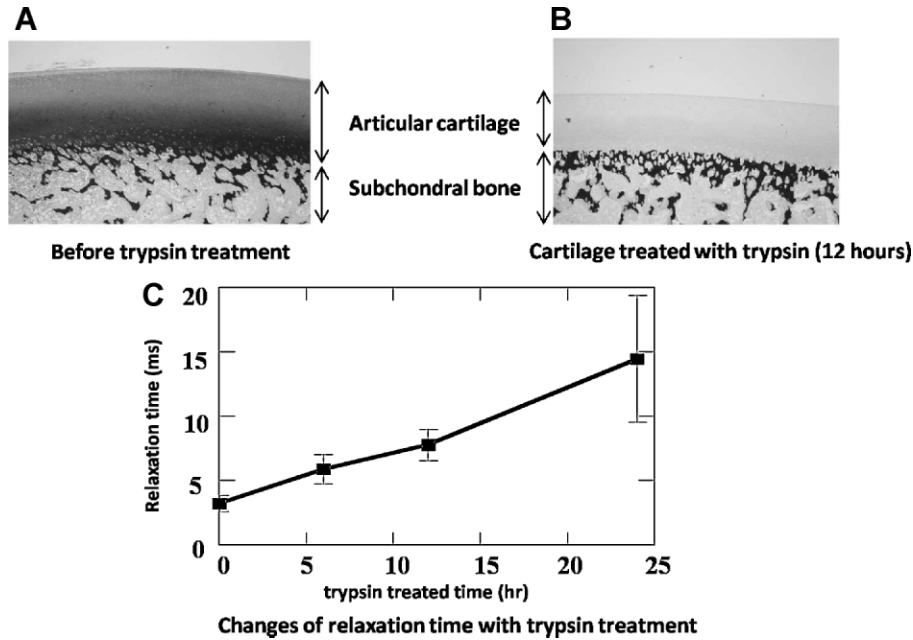 A
B
Articular cartilage
Subchondral bone
Before trypsin treatment
Cartilage treated with trypsin (12 hours)
C
20
15
10
5
0
Relaxation time (ms)
0 5 10 15 20 25
trypsin treated time (hr)
Changes of relaxation time with trypsin treatment